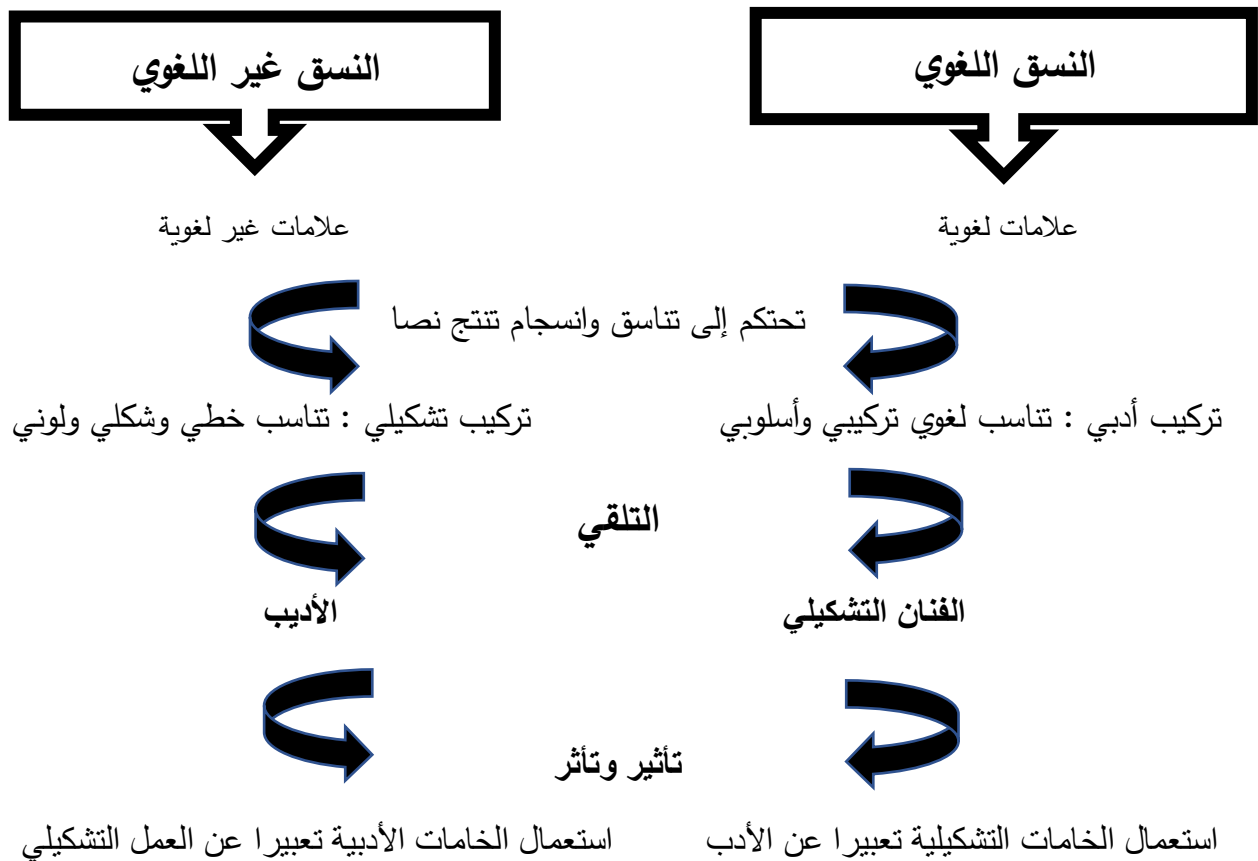 النسق اللغوي
النسق غير اللغوي
علامات لغوية
علامات غير لغوية
تحتكم إلى تناسق وانسجام تنتج نصا
تركيب أدبي : تناسب لغوي تركيبي وأسلوبي
تركيب تشكيلي : تناسب خطي وشكلي ولوني
التلقي
الفنان التشكيلي
الأديب
تأثير وتأثر
استعمال الخامات التشكيلية تعبيرا عن الأدب
استعمال الخامات الأدبية تعبيرا عن العمل التشكيلي